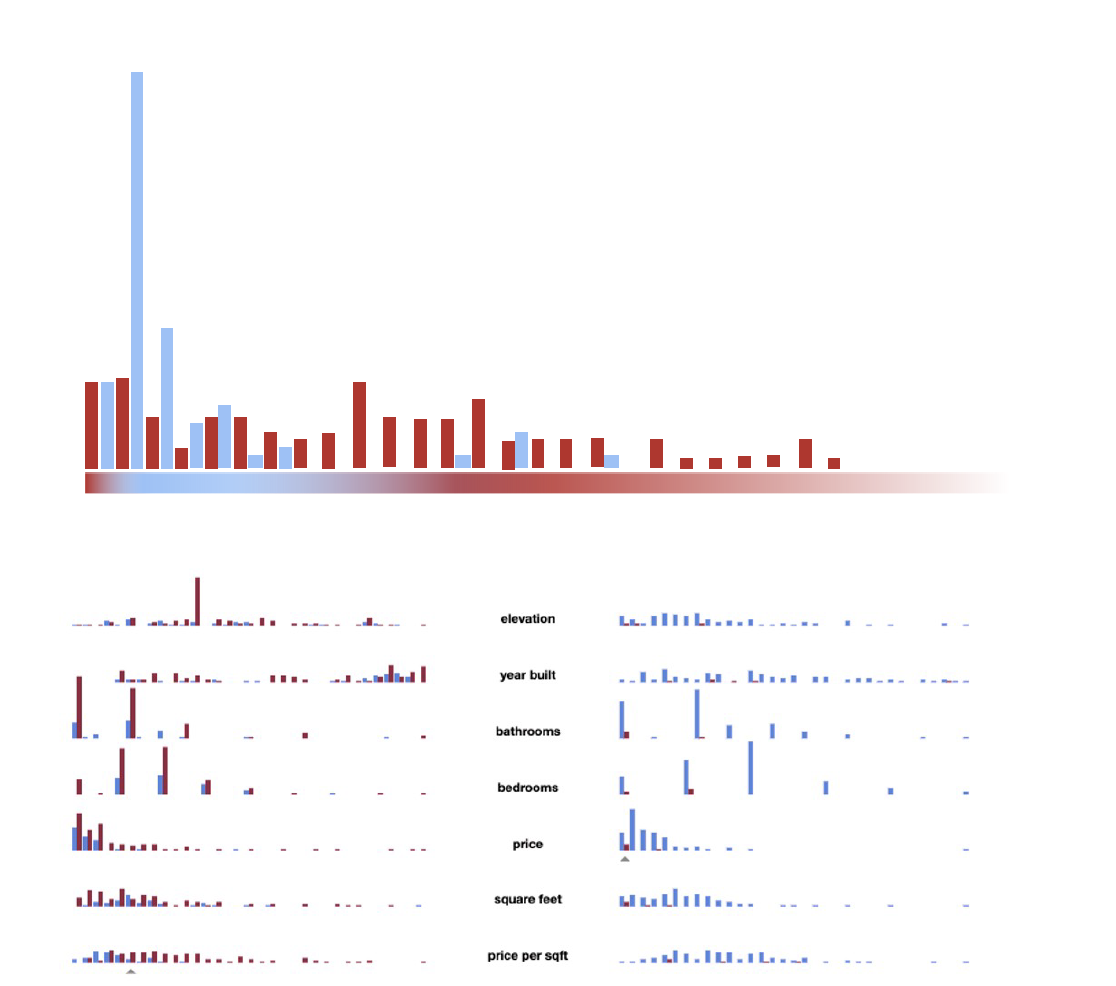 elevation
year built
bathrooms
bedrooms
price
square feet
price per sqft